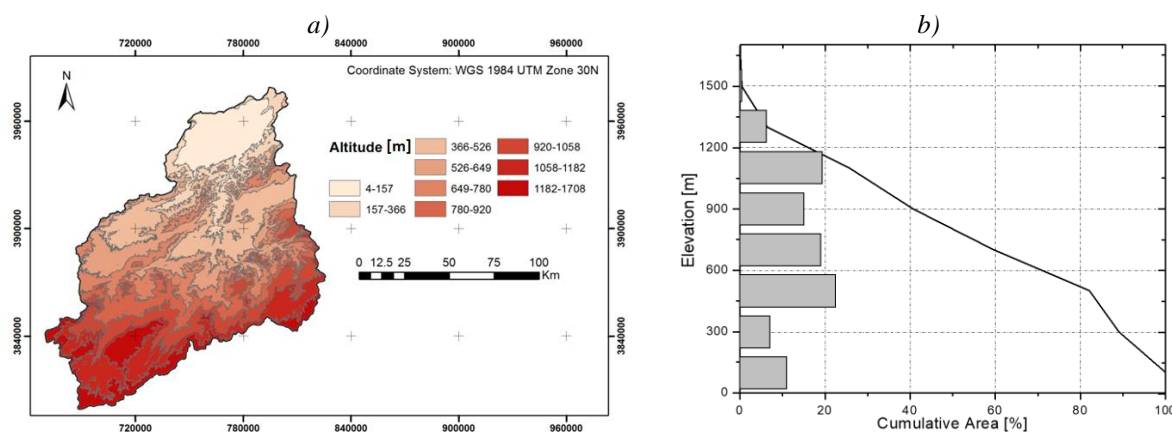 a)
b)
720000 780000 840000 900000 960000
N
Coordinate System: WGS 1984 UTM Zone 30N
3960000 3960000
Altitude [m]
4-157
157-366
366-526
526-649
649-780
780-920
920-1058
1058-1182
1182-1708
3900000 3900000
0 12.5 25 50 75 100
Km
3840000 3840000
720000 780000 840000 900000 960000
Elevation [m]
1500
1200
900
600
300
0
0 20 40 60 80 100
Cumulative Area [%]